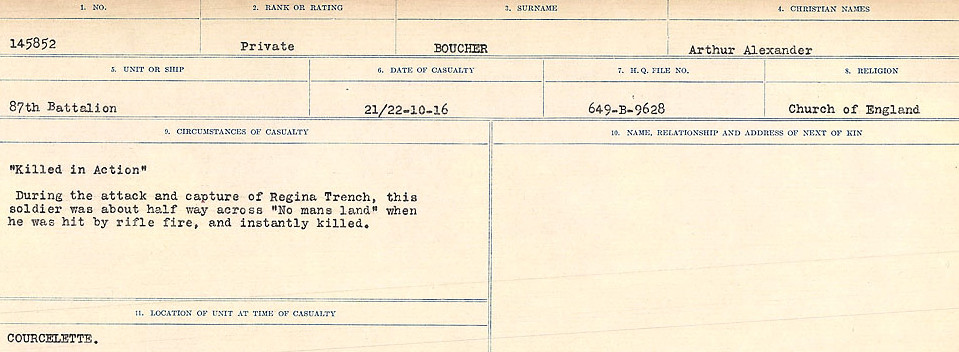 1. NO.
2. RANK OR RATING
3. SURNAME
4. CHRISTIAN NAMES
145852
Private
BOUCHER
Arthur Alexander
5. UNIT OR SHIP
6. DATE OF CASUALTY
7. H.Q. FILE NO.
8. RELIGION
87th Battalion
21/22-10-16
649-B-9628
Church of England
9. CIRCUMSTANCES OF CASUALTY
10. NAME, RELATIONSHIP AND ADDRESS OF NEXT OF KIN
"Killed in Action"
During the attack and capture of Regina Trench, this
soldier was about half way across "No mans land" when
he was hit by rifle fire, and instantly killed.
11. LOCATION OF UNIT AT TIME OF CASUALTY
COURCELETTE.